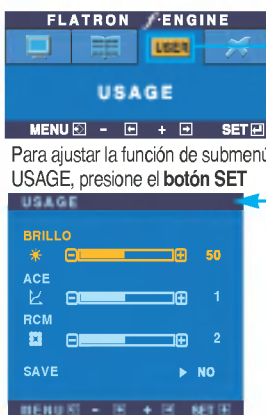 FLATRON f-ENGINE
USER
USAGE
MENU - + SET
Para ajustar la función de submenú
USAGE, presione el botón SET
USAGE
BRILLO
50
ACE
1
RCM
2
SAVE NO
MENU - + SET